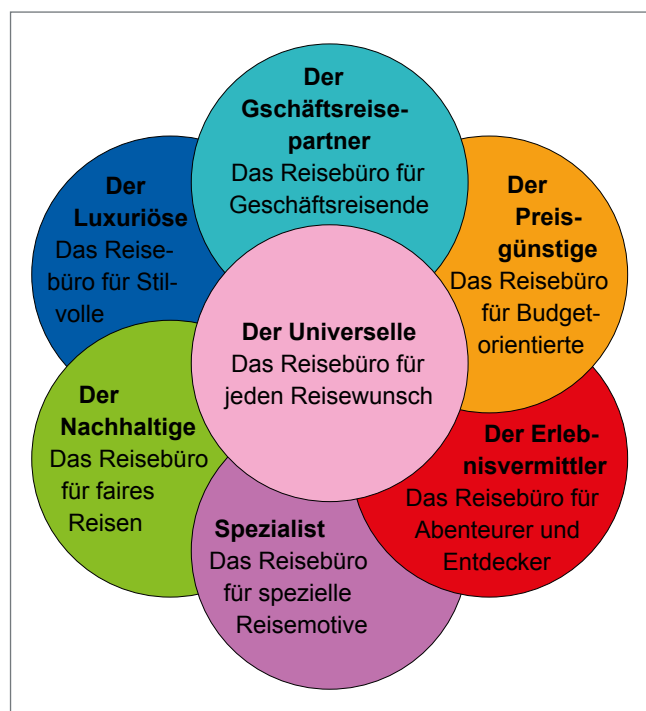 Der
Gschäftsreise-
partner
Das Reisebüro für
Geschäftsreisende
Der
Luxuriöse
Das Reise-
büro für Stil-
volle
Der
Preis-
günstige
Das Reisebüro
für Budget-
orientierte
Der Universelle
Das Reisebüro für
jeden Reisewunsch
Der
Nachhaltige
Das Reisebüro
für faires
Reisen
Der Erleb-
nisvermittler
Das Reisebüro für
Abenteurer und
Entdecker
Spezialist
Das Reisebüro
für spezielle
Reisemotive